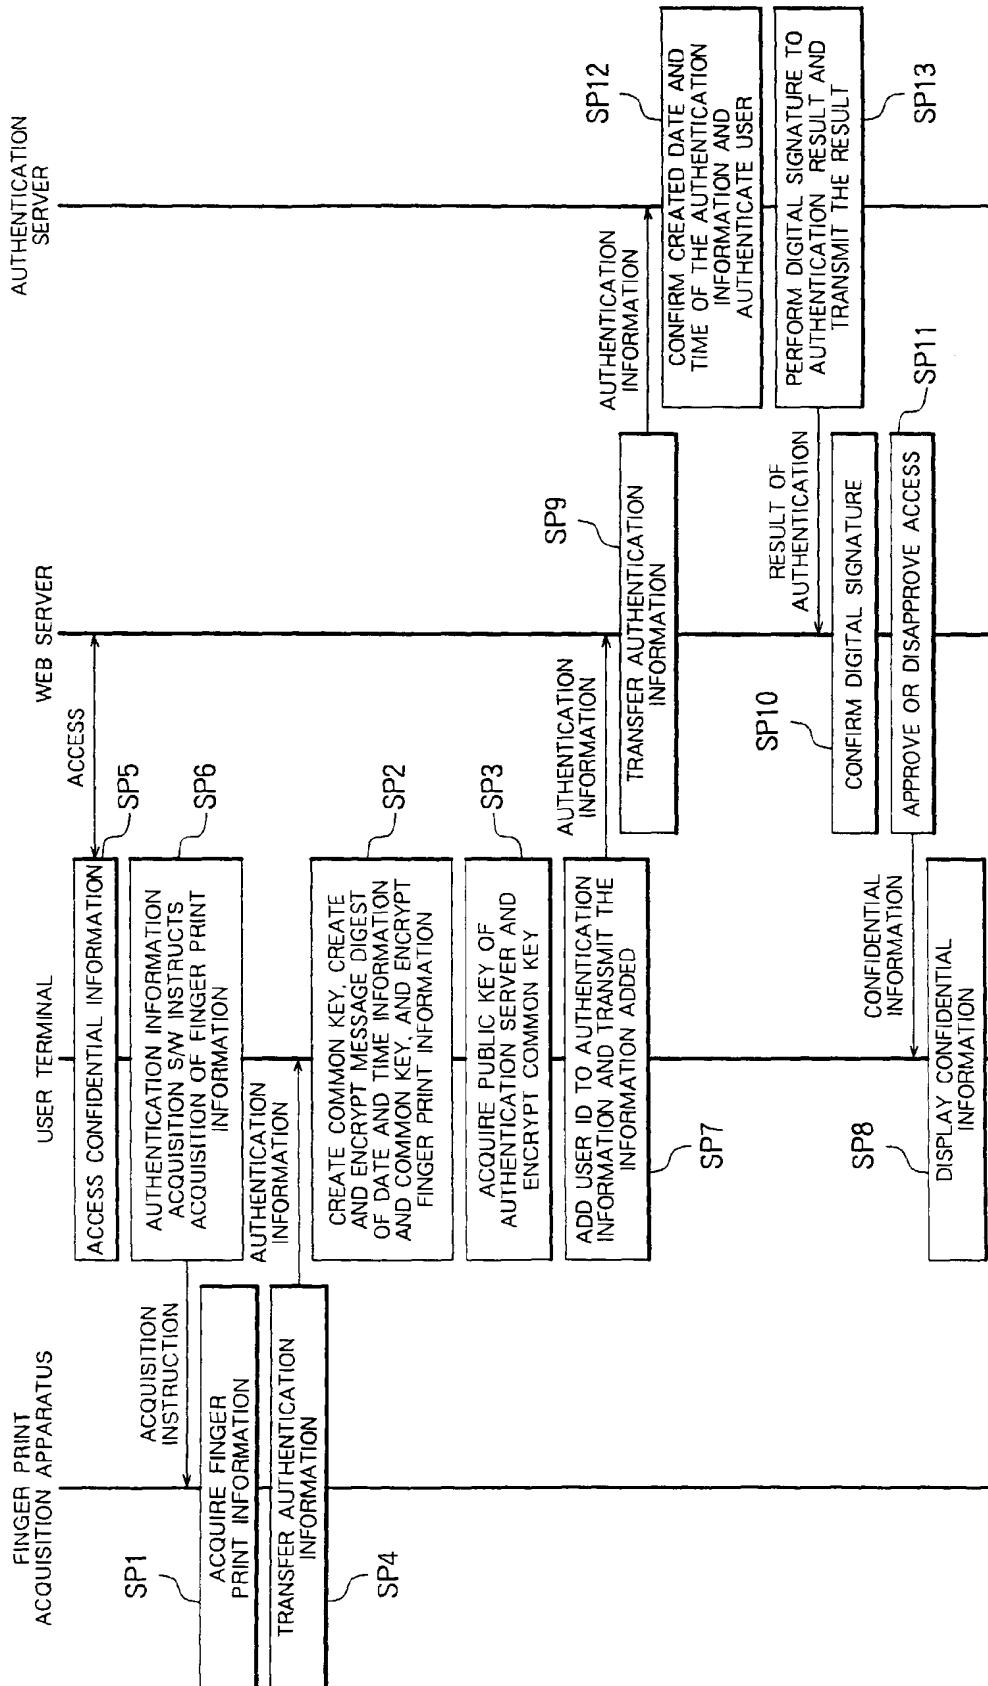 FINGER PRINT
ACQUISITION APPARATUS
USER TERMINAL
WEB SERVER
AUTHENTICATION
SERVER
ACCESS CONFIDENTIAL INFORMATION
SP5
ACCESS
AUTHENTICATION INFORMATION
ACQUISITION S/W INSTRUCTS
ACQUISITION OF FINGER PRINT
INFORMATION
SP6
ACQUISITION
INSTRUCTION
SP1
ACQUIRE FINGER
PRINT INFORMATION
TRANSFER AUTHENTICATION
INFORMATION
SP4
AUTHENTICATION
INFORMATION
CREATE COMMON KEY, CREATE
AND ENCRYPT MESSAGE DIGEST
OF DATE AND TIME INFORMATION
AND COMMON KEY, AND ENCRYPT
FINGER PRINT INFORMATION
SP2
ACQUIRE PUBLIC KEY OF
AUTHENTICATION SERVER AND
ENCRYPT COMMON KEY
SP3
ADD USER ID TO AUTHENTICATION
INFORMATION AND TRANSMIT THE
INFORMATION ADDED
SP7
AUTHENTICATION
INFORMATION
SP9
TRANSFER AUTHENTICATION
INFORMATION
AUTHENTICATION
INFORMATION
SP12
CONFIRM CREATED DATE AND
TIME OF THE AUTHENTICATION
INFORMATION AND
AUTHENTICATE USER
PERFORM DIGITAL SIGNATURE TO
AUTHENTICATION RESULT AND
TRANSMIT THE RESULT
SP13
RESULT OF
AUTHENTICATION
SP10
CONFIRM DIGITAL SIGNATURE
APPROVE OR DISAPPROVE ACCESS
SP11
CONFIDENTIAL
INFORMATION
SP8
DISPLAY CONFIDENTIAL
INFORMATION